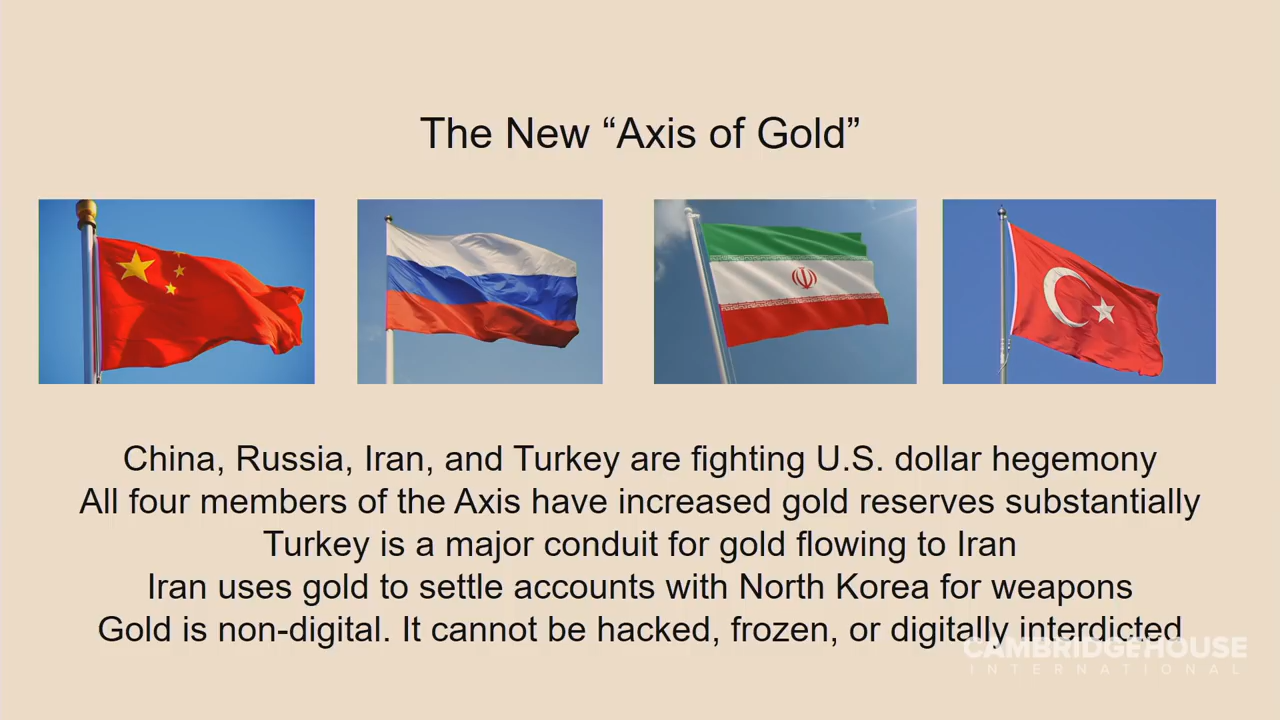 The New “Axis of Gold”
China, Russia, Iran, and Turkey are fighting U.S. dollar hegemony
All four members of the Axis have increased gold reserves substantially
Turkey is a major conduit for gold flowing to Iran
Iran uses gold to settle accounts with North Korea for weapons
Gold is non-digital. It cannot be hacked, frozen, or digitally interdicted
CAMBRIDGEHOUSE
INTERNATIONAL